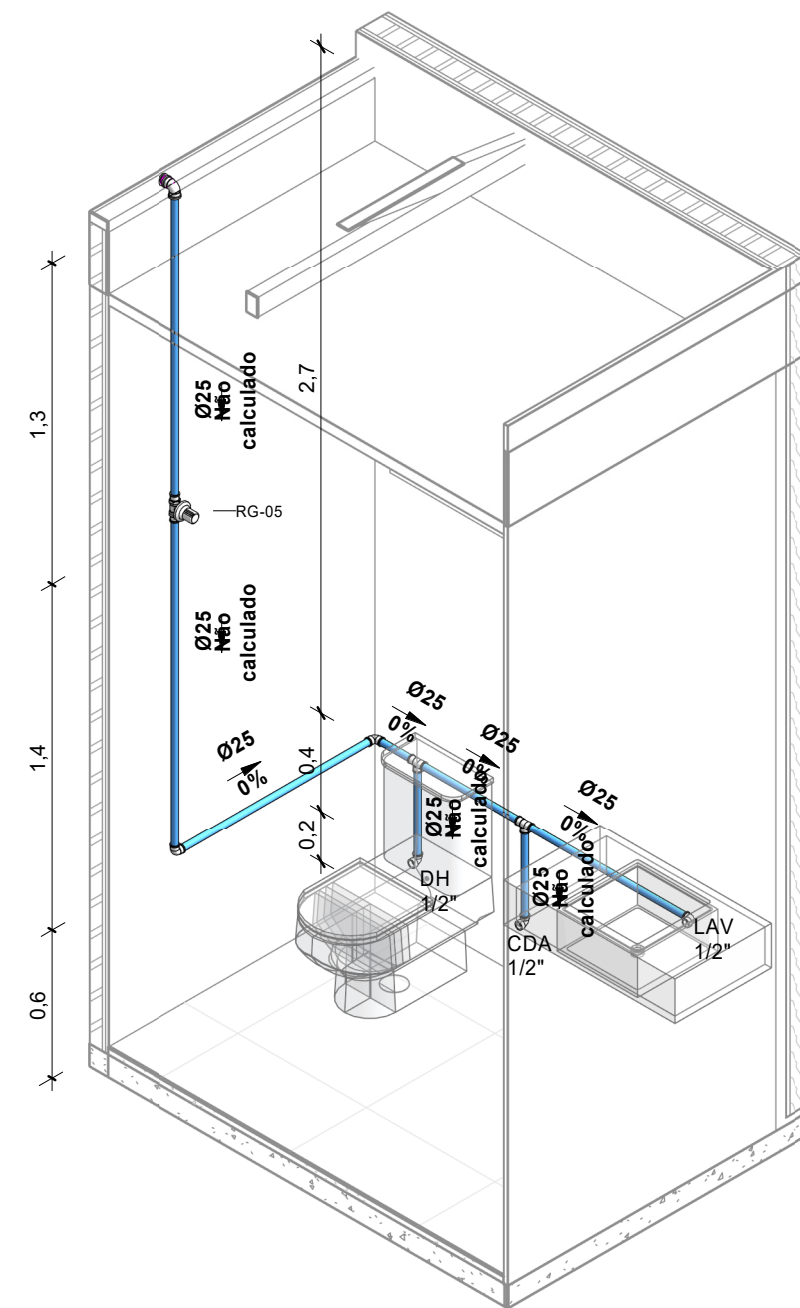 2,7
1,3
Ø25
Não
calculado
RG-05
Ø25
Não
calculado
1,4
Ø25
0%
Ø25
0%
Ø25
0%
Ø25
0%
0,4
0,2
Ø25
Não
calculado
DH
1/2"
Ø25
Não
calculado
CDA
1/2"
LAV
1/2"
0,6